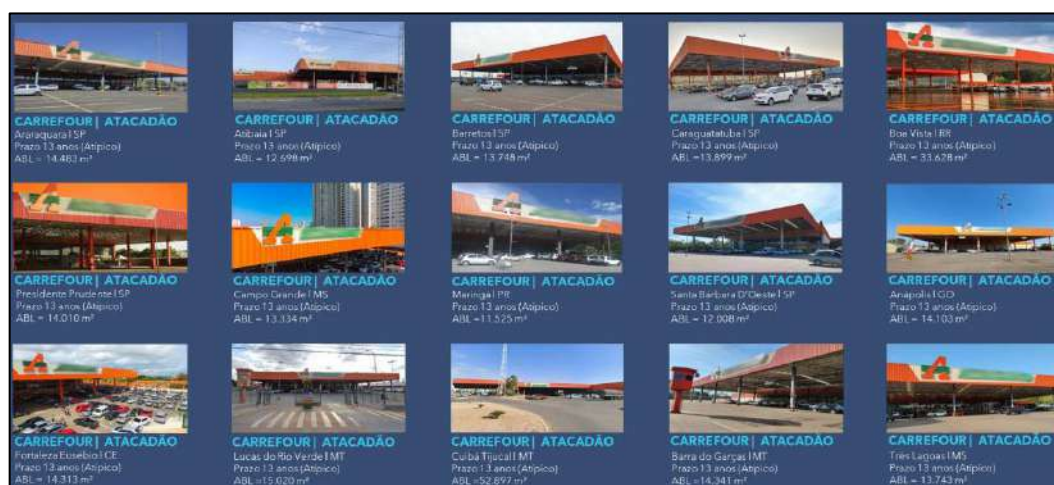 CARREFOUR | ATACADÃO
Araraquara | SP
Prazo 13 anos (Atípico)
ABL = 14.483 m²
CARREFOUR | ATACADÃO
Atibaia | SP
Prazo 13 anos (Atípico)
ABL = 12.698 m²
CARREFOUR | ATACADÃO
Barretos | SP
Prazo 13 anos (Atípico)
ABL = 13.748 m²
CARREFOUR | ATACADÃO
Caraguatatuba | SP
Prazo 13 anos (Atípico)
ABL = 13.899 m²
CARREFOUR | ATACADÃO
Boa Vista | RR
Prazo 13 anos (Atípico)
ABL = 33.628 m²
CARREFOUR | ATACADÃO
Presidente Prudente | SP
Prazo 13 anos (Atípico)
ABL = 14.010 m²
CARREFOUR | ATACADÃO
Campo Grande | MS
Prazo 13 anos (Atípico)
ABL = 13.334 m²
CARREFOUR | ATACADÃO
Maringá | PR
Prazo 13 anos (Atípico)
ABL = 11.525 m²
CARREFOUR | ATACADÃO
Santa Bárbara D'Oeste | SP
Prazo 13 anos (Atípico)
ABL = 12.008 m²
CARREFOUR | ATACADÃO
Anápolis | GO
Prazo 13 anos (Atípico)
ABL = 14.103 m²
CARREFOUR | ATACADÃO
Fortaleza Eusébio | CE
Prazo 13 anos (Atípico)
ABL = 14.313 m²
CARREFOUR | ATACADÃO
Lucas do Rio Verde | MT
Prazo 13 anos (Atípico)
ABL =15.020 m²
CARREFOUR | ATACADÃO
Cuibá Tijucal | MT
Prazo 13 anos (Atípico)
ABL =52.897 m²
CARREFOUR | ATACADÃO
Barra do Garças | MT
Prazo 13 anos (Atípico)
ABL =14.341 m²
CARREFOUR | ATACADÃO
Três Lagoas | MS
Prazo 13 anos (Atípico)
ABL = 13.743 m²